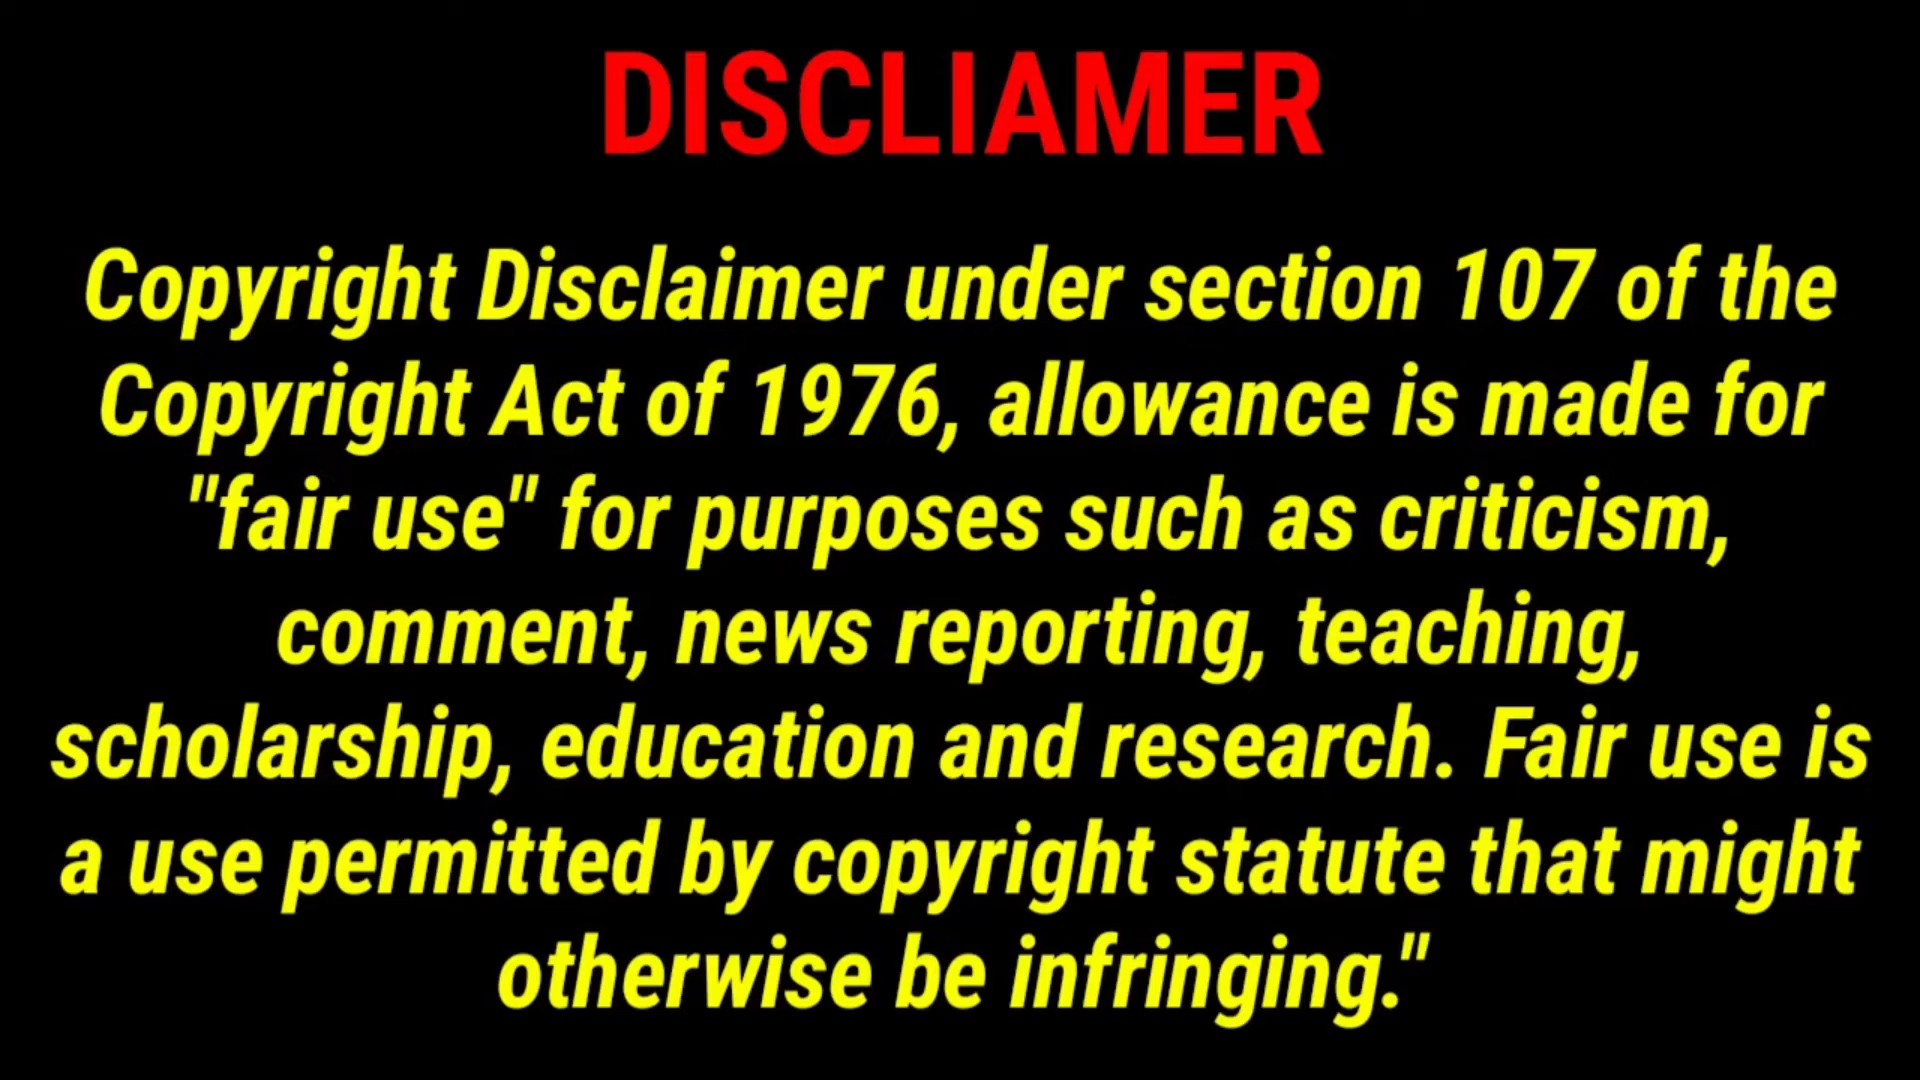 DISCLIAMER
Copyright Disclaimer under section 107 of the
Copyright Act of 1976, allowance is made for
"fair use" for purposes such as criticism,
comment, news reporting, teaching,
scholarship, education and research. Fair use is
a use permitted by copyright statute that might
otherwise be infringing."